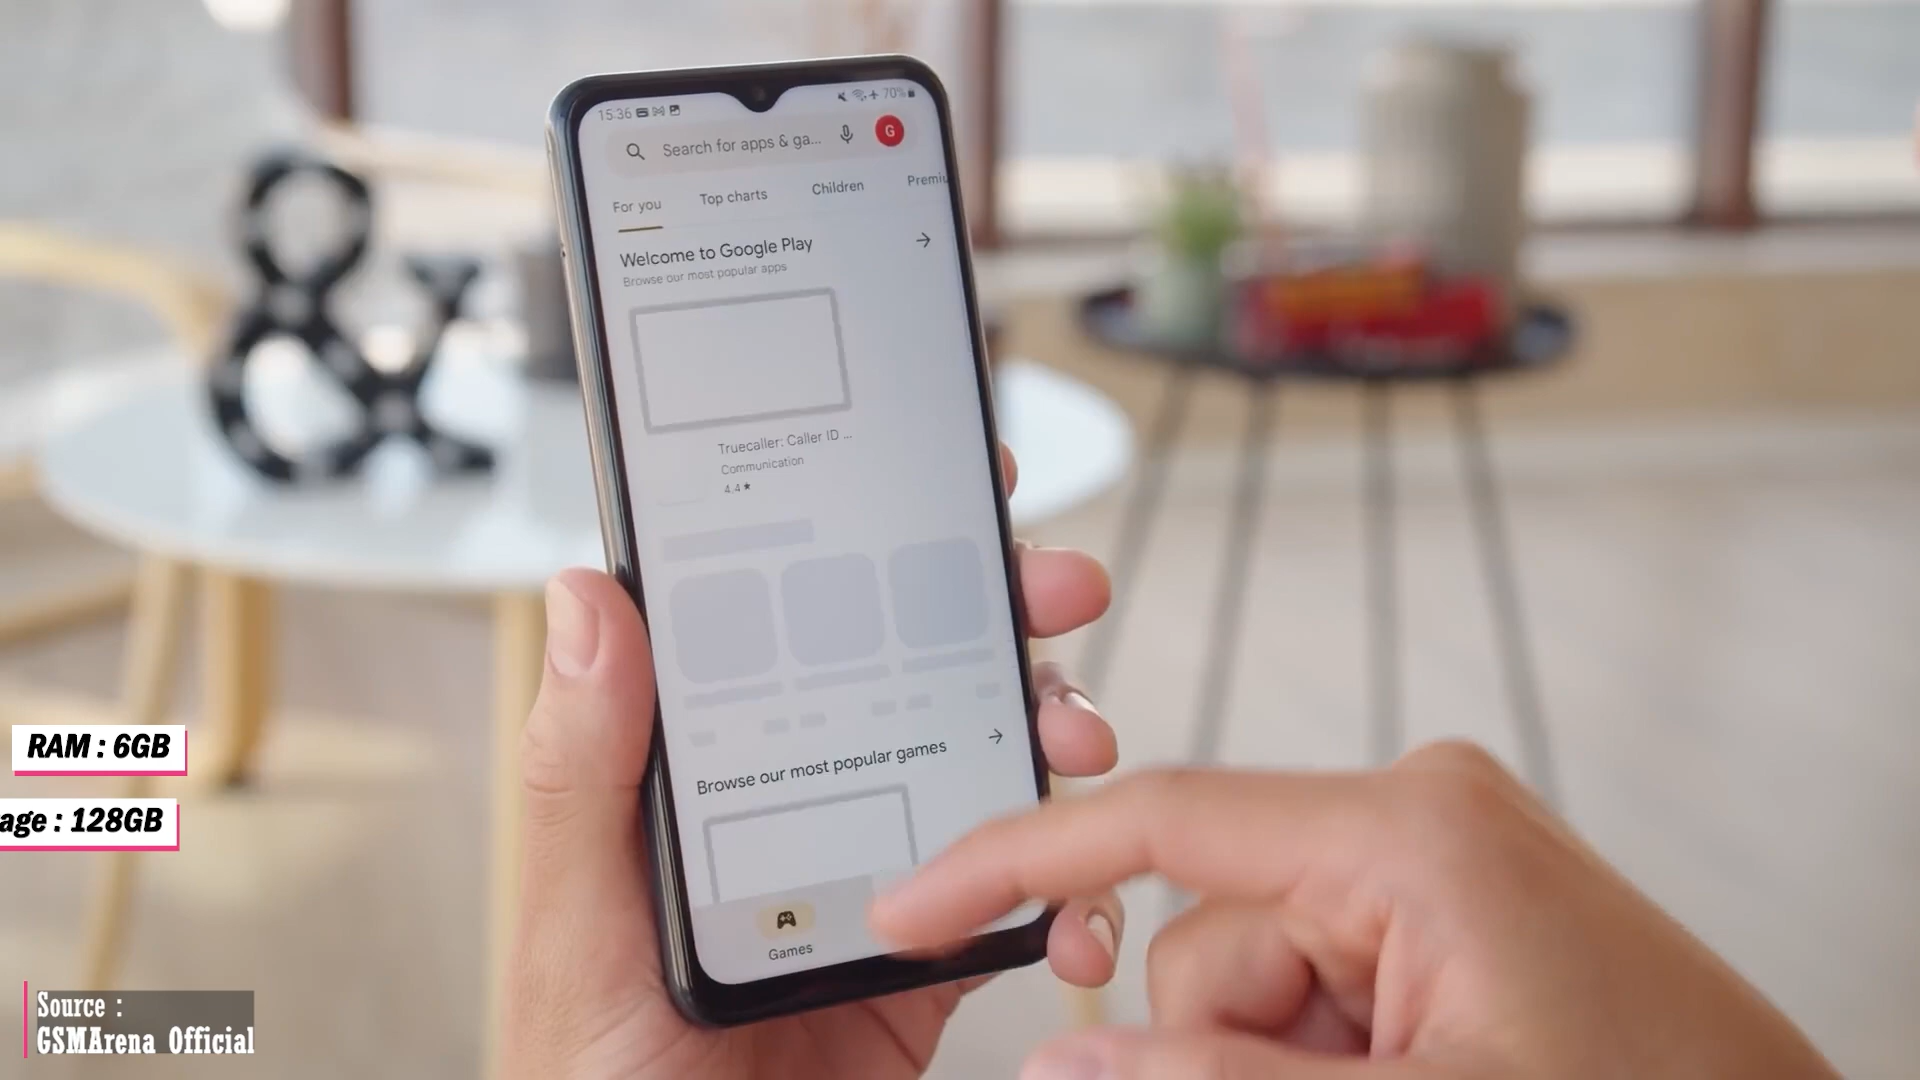 15:36
70%
Search for apps & ga...
G
For you
Top charts
Children
Premiu
Welcome to Google Play
Browse our most popular apps
Truecaller: Caller ID ...
Communication
4.4★
Browse our most popular games
Games
RAM : 6GB
age : 128GB
Source :
GSMArena Official